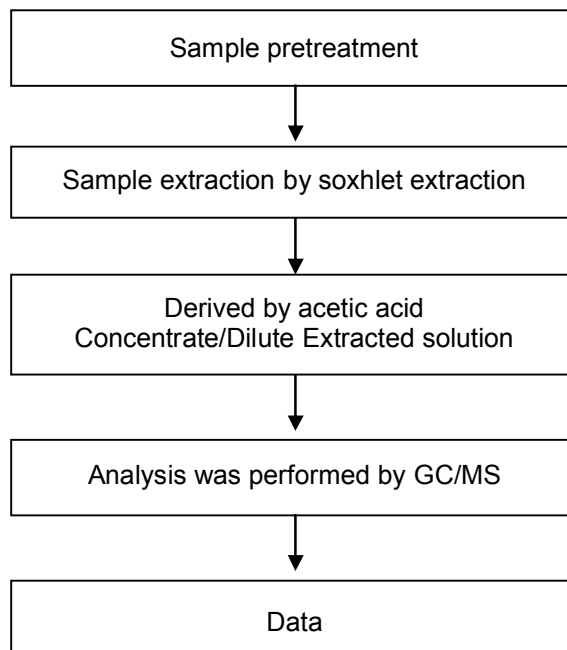 Sample pretreatment
Sample extraction by soxhlet extraction
Derived by acetic acid
Concentrate/Dilute Extracted solution
Analysis was performed by GC/MS
Data